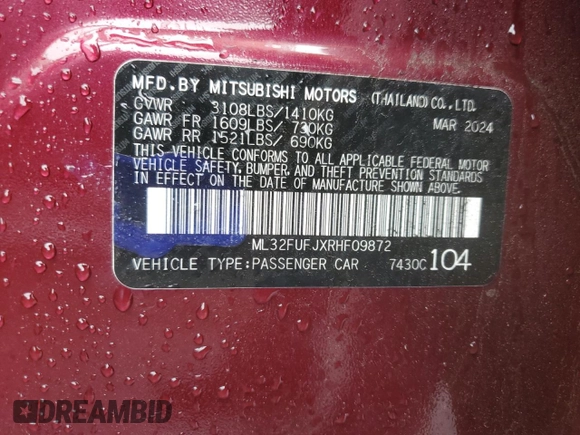 MFD.BY MITSUBISHI MOTORS (THAILAND)CO.,LTD.
GVWR 3108LBS/1410KG MAR 2024
GAWR FR 1609LBS/ 730KG
GAWR RR 1521LBS/ 690KG
THIS VEHICLE CONFORMS TO ALL APPLICABLE FEDERAL MOTOR
VEHICLE SAFETY, BUMPER, AND THEFT PREVENTION STANDARDS
IN EFFECT ON THE DATE OF MANUFACTURE SHOWN ABOVE.
ML32FUFJXRHF09872
VEHICLE TYPE:PASSENGER CAR 7430C104
DREAMBID